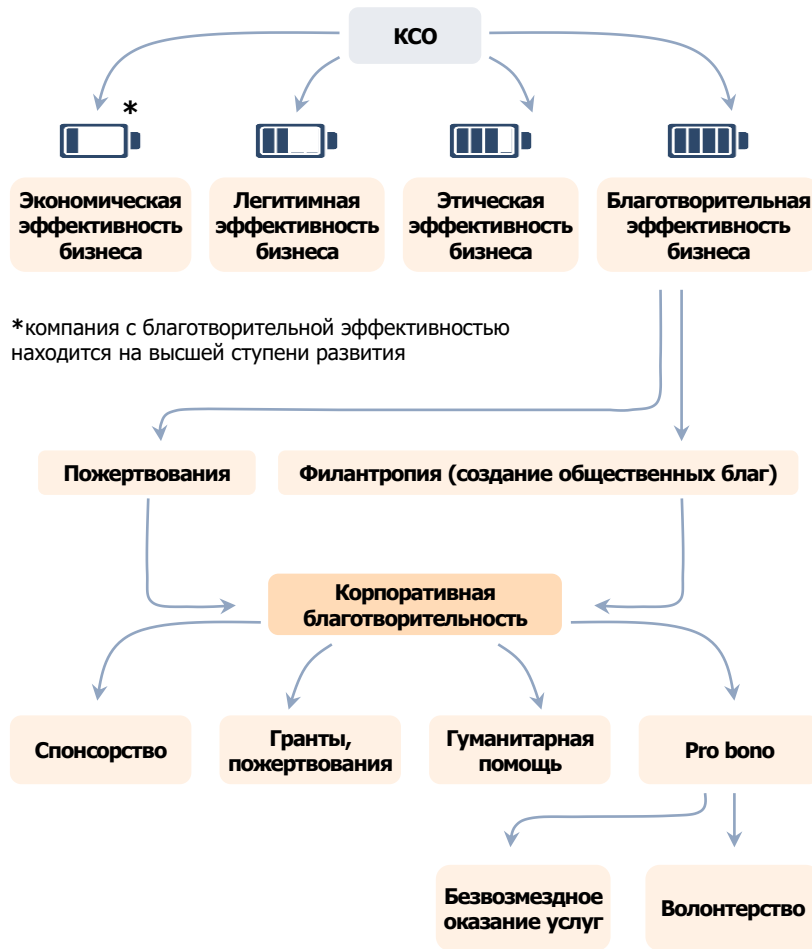 КСО
*
Экономическая
эффективность
бизнеса
Легитимная
эффективность
бизнеса
Этическая
эффективность
бизнеса
Благотворительная
эффективность
бизнеса
*компания с благотворительной эффективностью
находится на высшей ступени развития
Пожертвования
Филантропия (создание общественных благ)
Корпоративная
благотворительность
Спонсорство
Гранты,
пожертвования
Гуманитарная
помощь
Pro bono
Безвозмездное
оказание услуг
Волонтерство